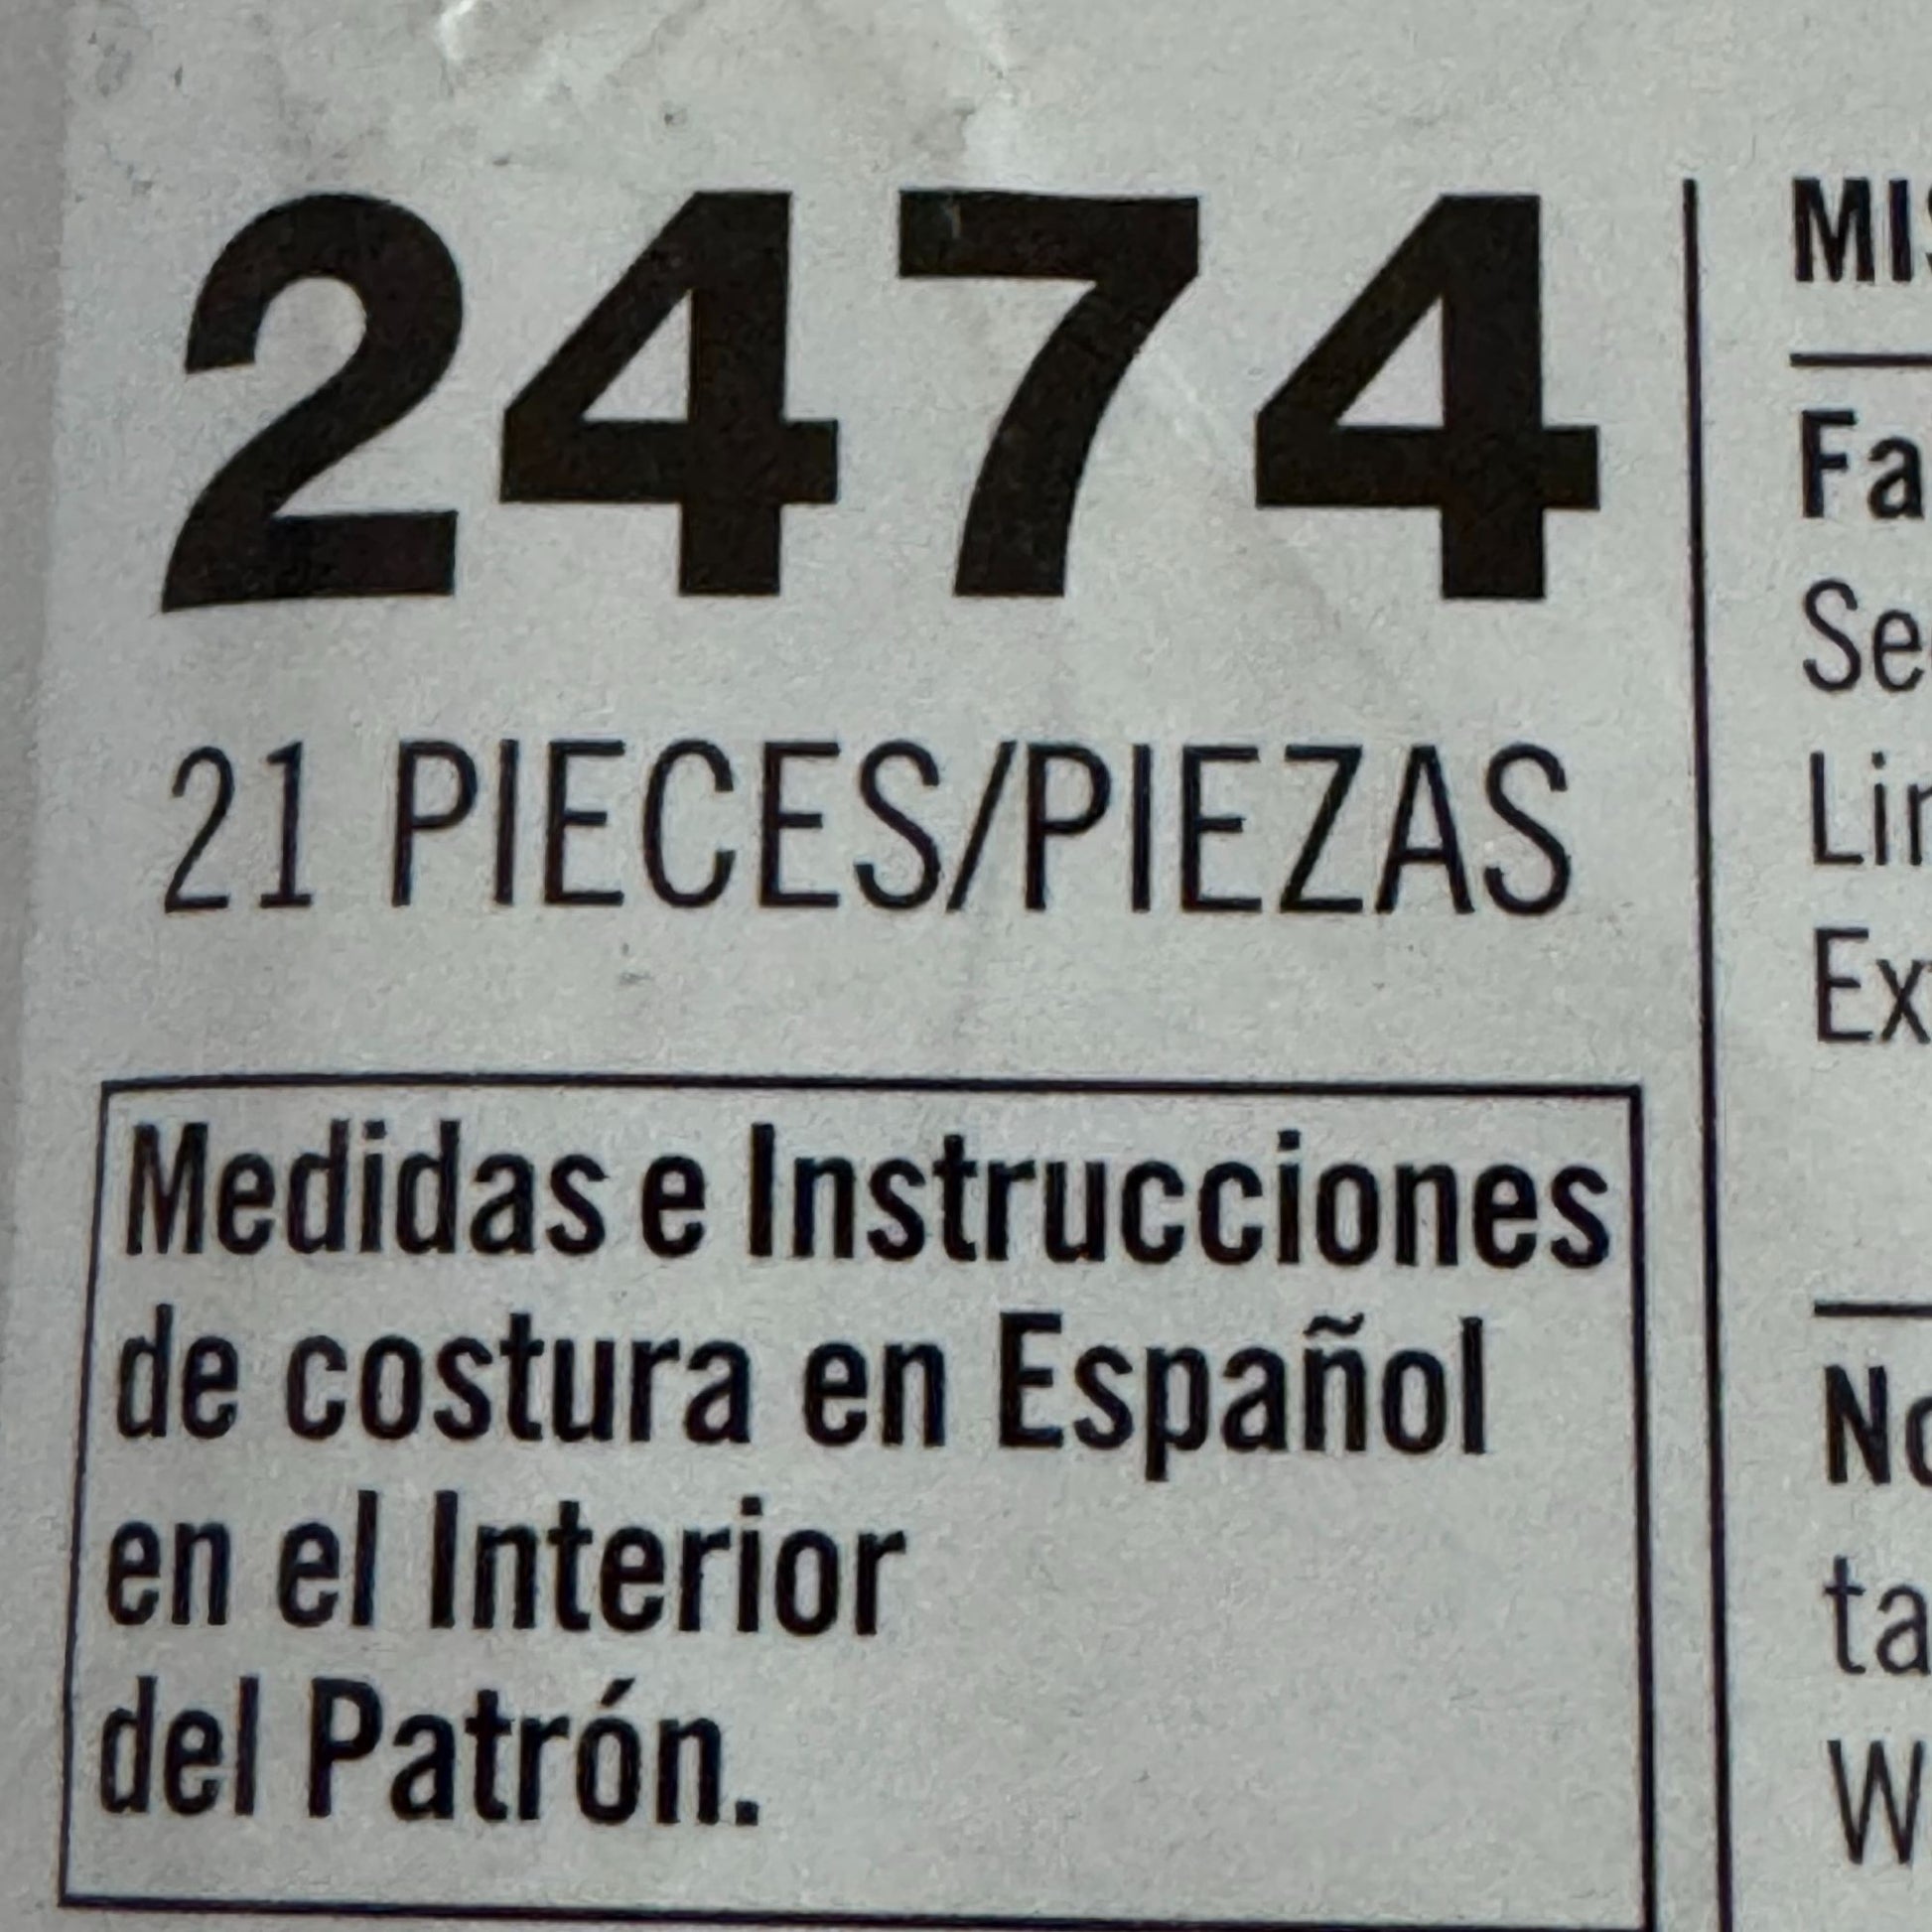 2474
21 PIECES/PIEZAS
Medidas e Instrucciones
de costura en Español
en el Interior
del Patrón.